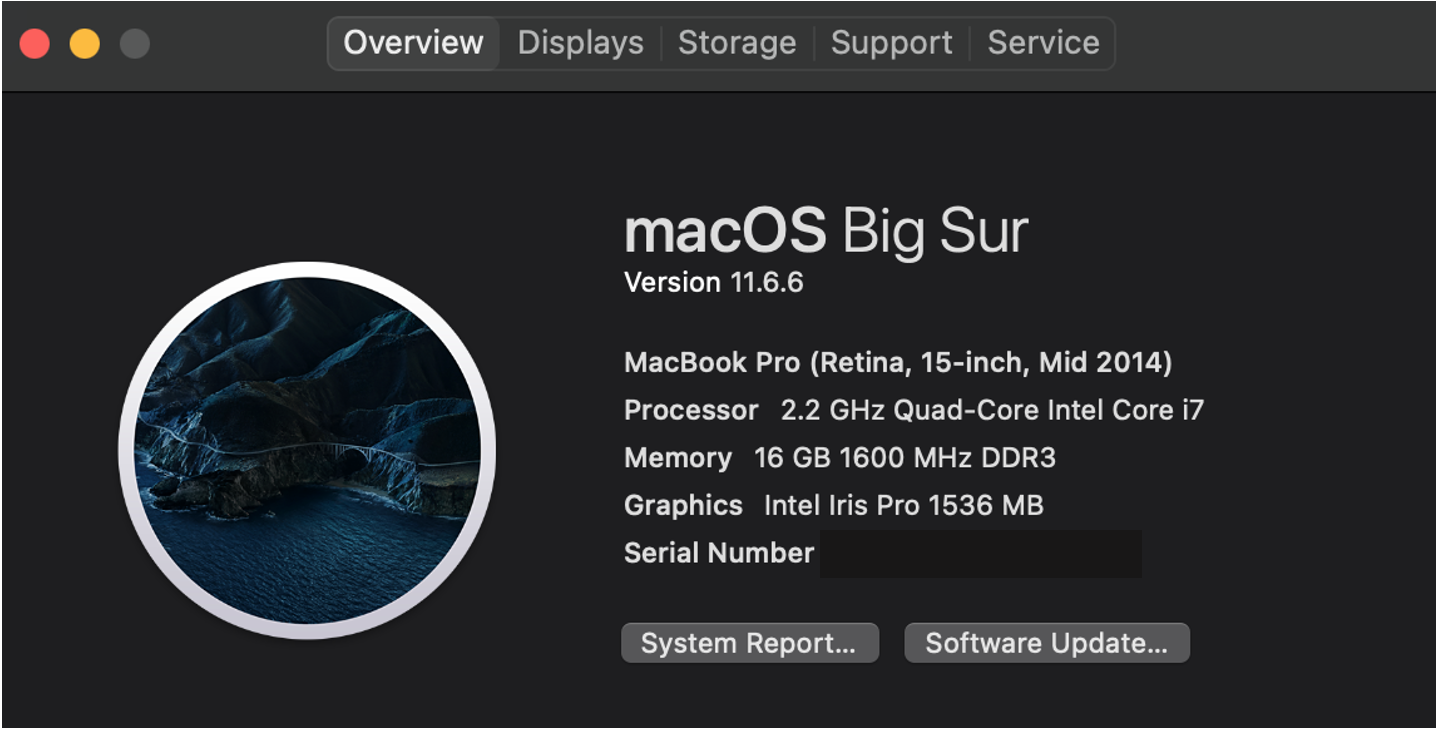 Overview Displays Storage Support Service
macOS Big Sur
Version 11.6.6
MacBook Pro (Retina, 15-inch, Mid 2014)
Processor 2.2 GHz Quad-Core Intel Core i7
Memory 16 GB 1600 MHz DDR3
Graphics Intel Iris Pro 1536 MB
Serial Number
System Report... Software Update...